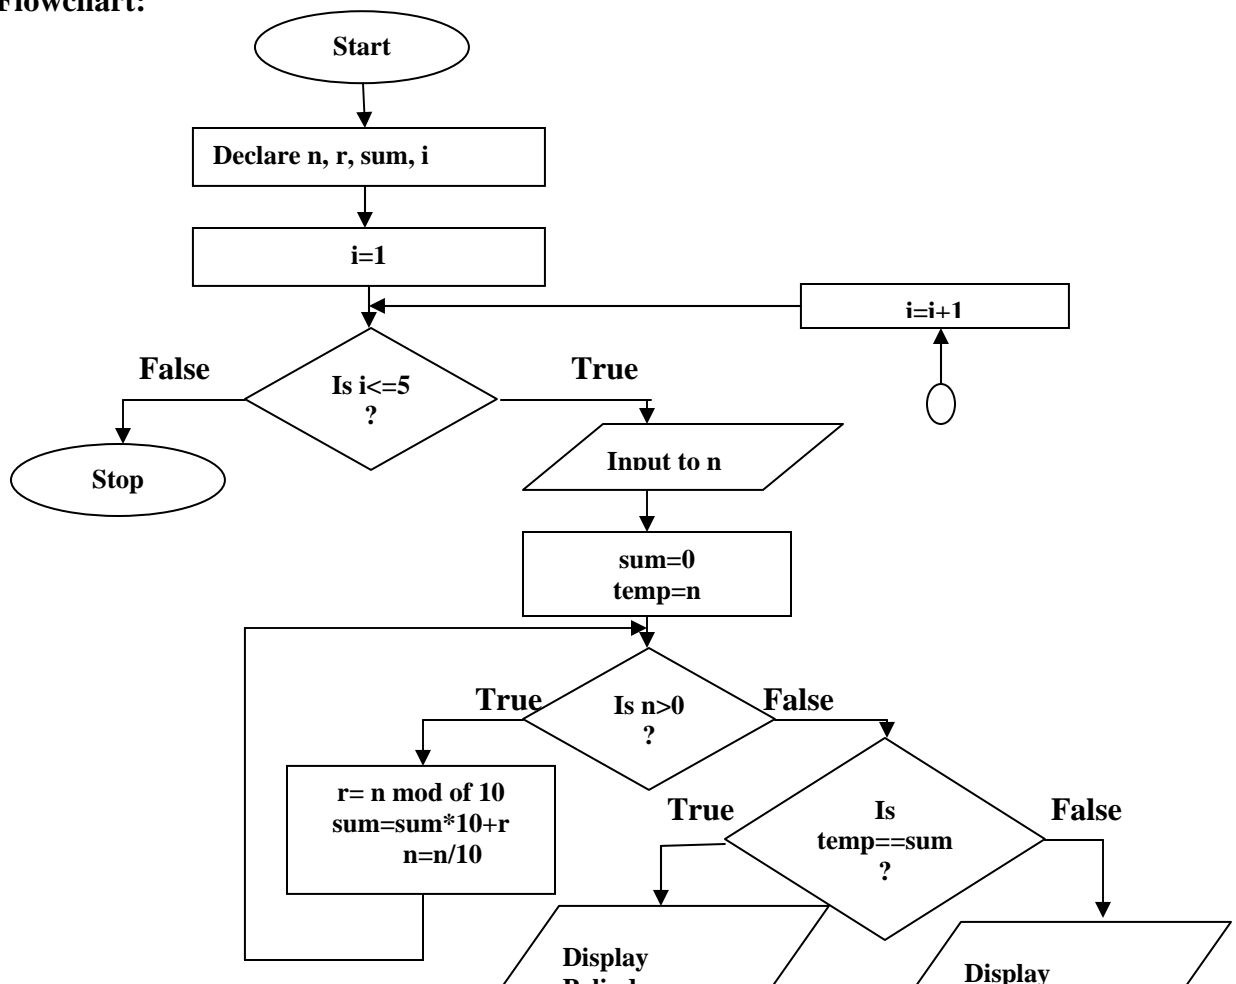 Flowchart:
Start
Declare n, r, sum, i
i=1
i=i+1
False
Is i<=5
?
True
Stop
Input to n
sum=0
temp=n
True
Is n>0
?
False
r= n mod of 10
sum=sum*10+r
n=n/10
True
Is
temp==sum
?
False
Display
Display